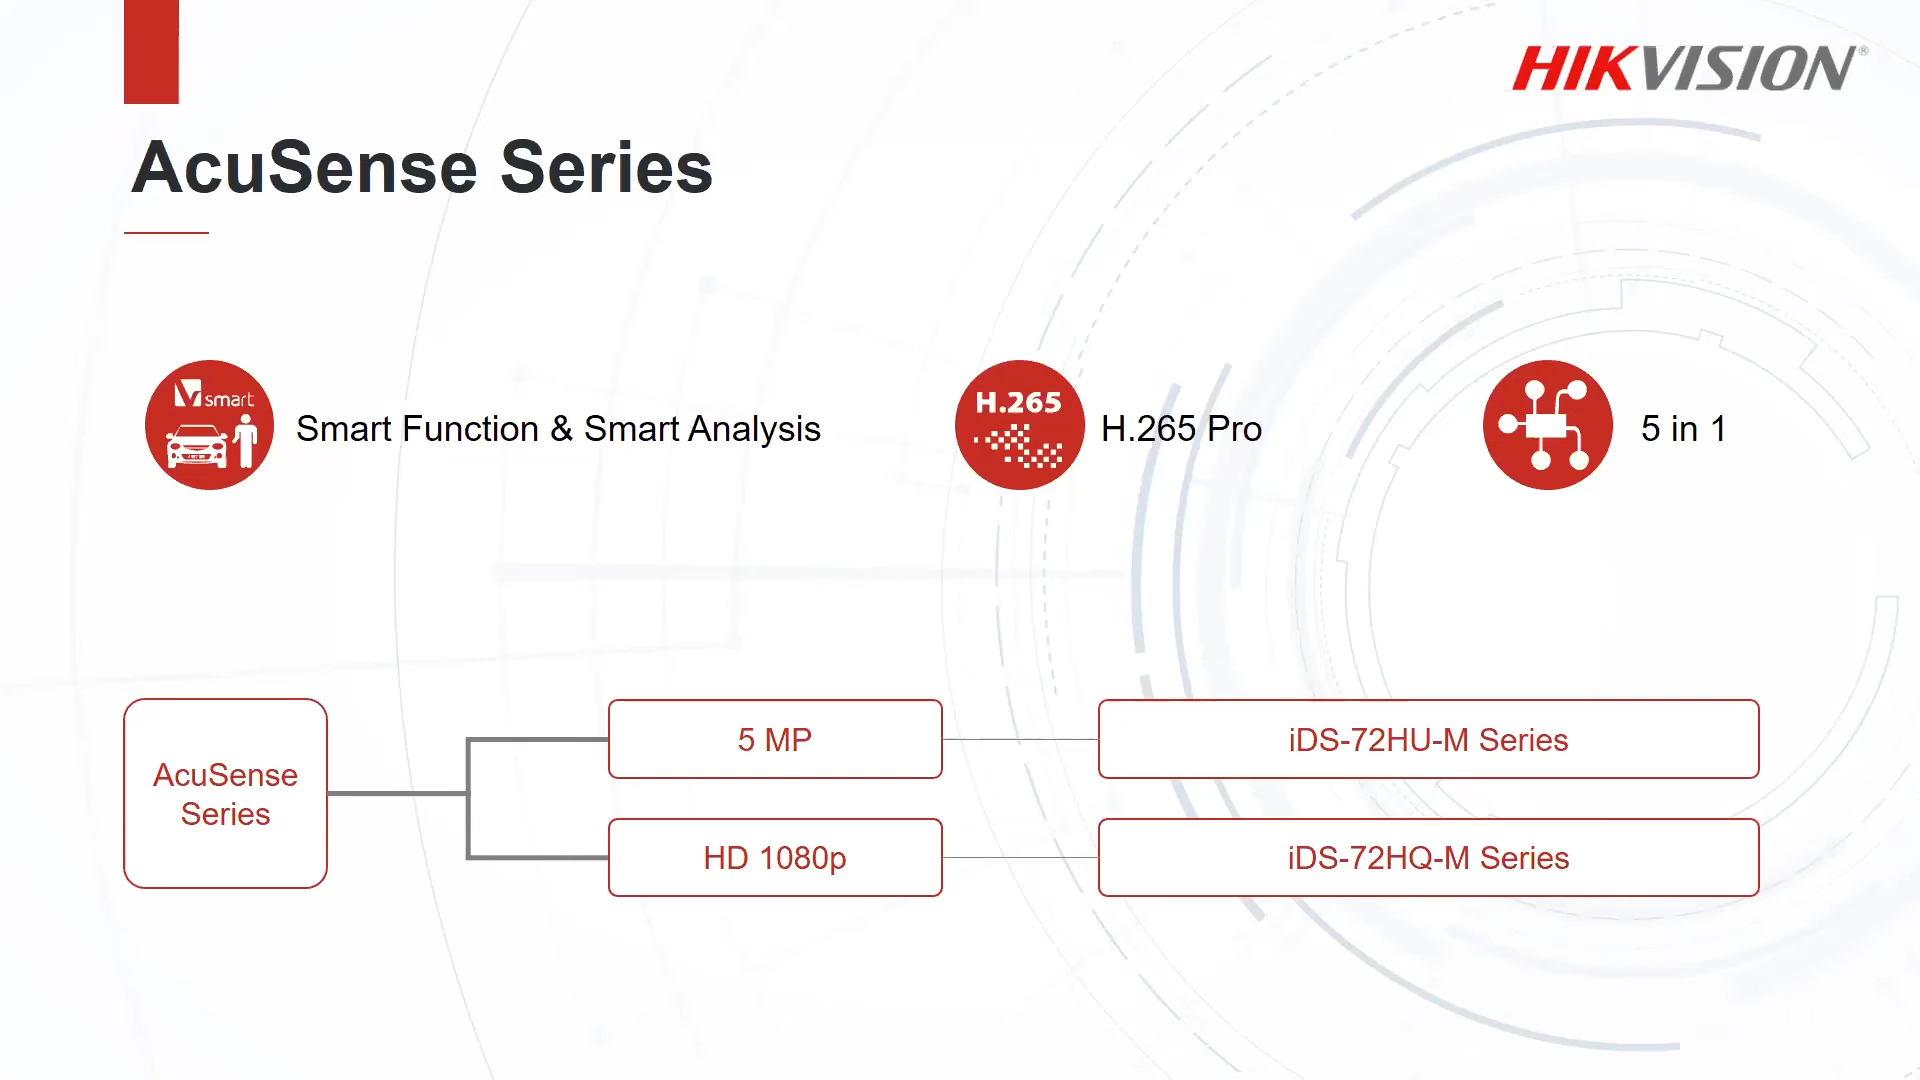 HIKVISION®
AcuSense Series
smart
Smart Function & Smart Analysis
H.265
H.265 Pro
5 in 1
AcuSense
Series
5 MP
iDS-72HU-M Series
HD 1080p
iDS-72HQ-M Series